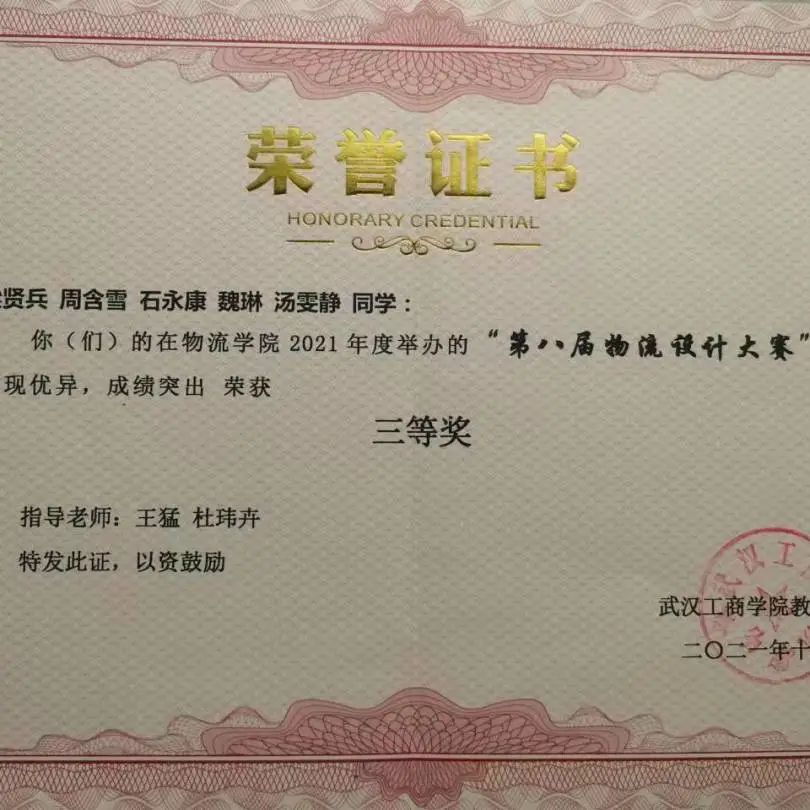 荣誉证书
HONORARY CREDENTIAL
贤兵 周含雪 石永康 魏琳 汤雯静 同学：
你（们）的在物流学院 2021 年度举办的 “第八届物流设计大赛”
现优异，成绩突出 荣获
三等奖
指导老师：王猛 杜玮卉
特发此证，以资鼓励
武汉工商学院教
二〇二一年十
武汉工